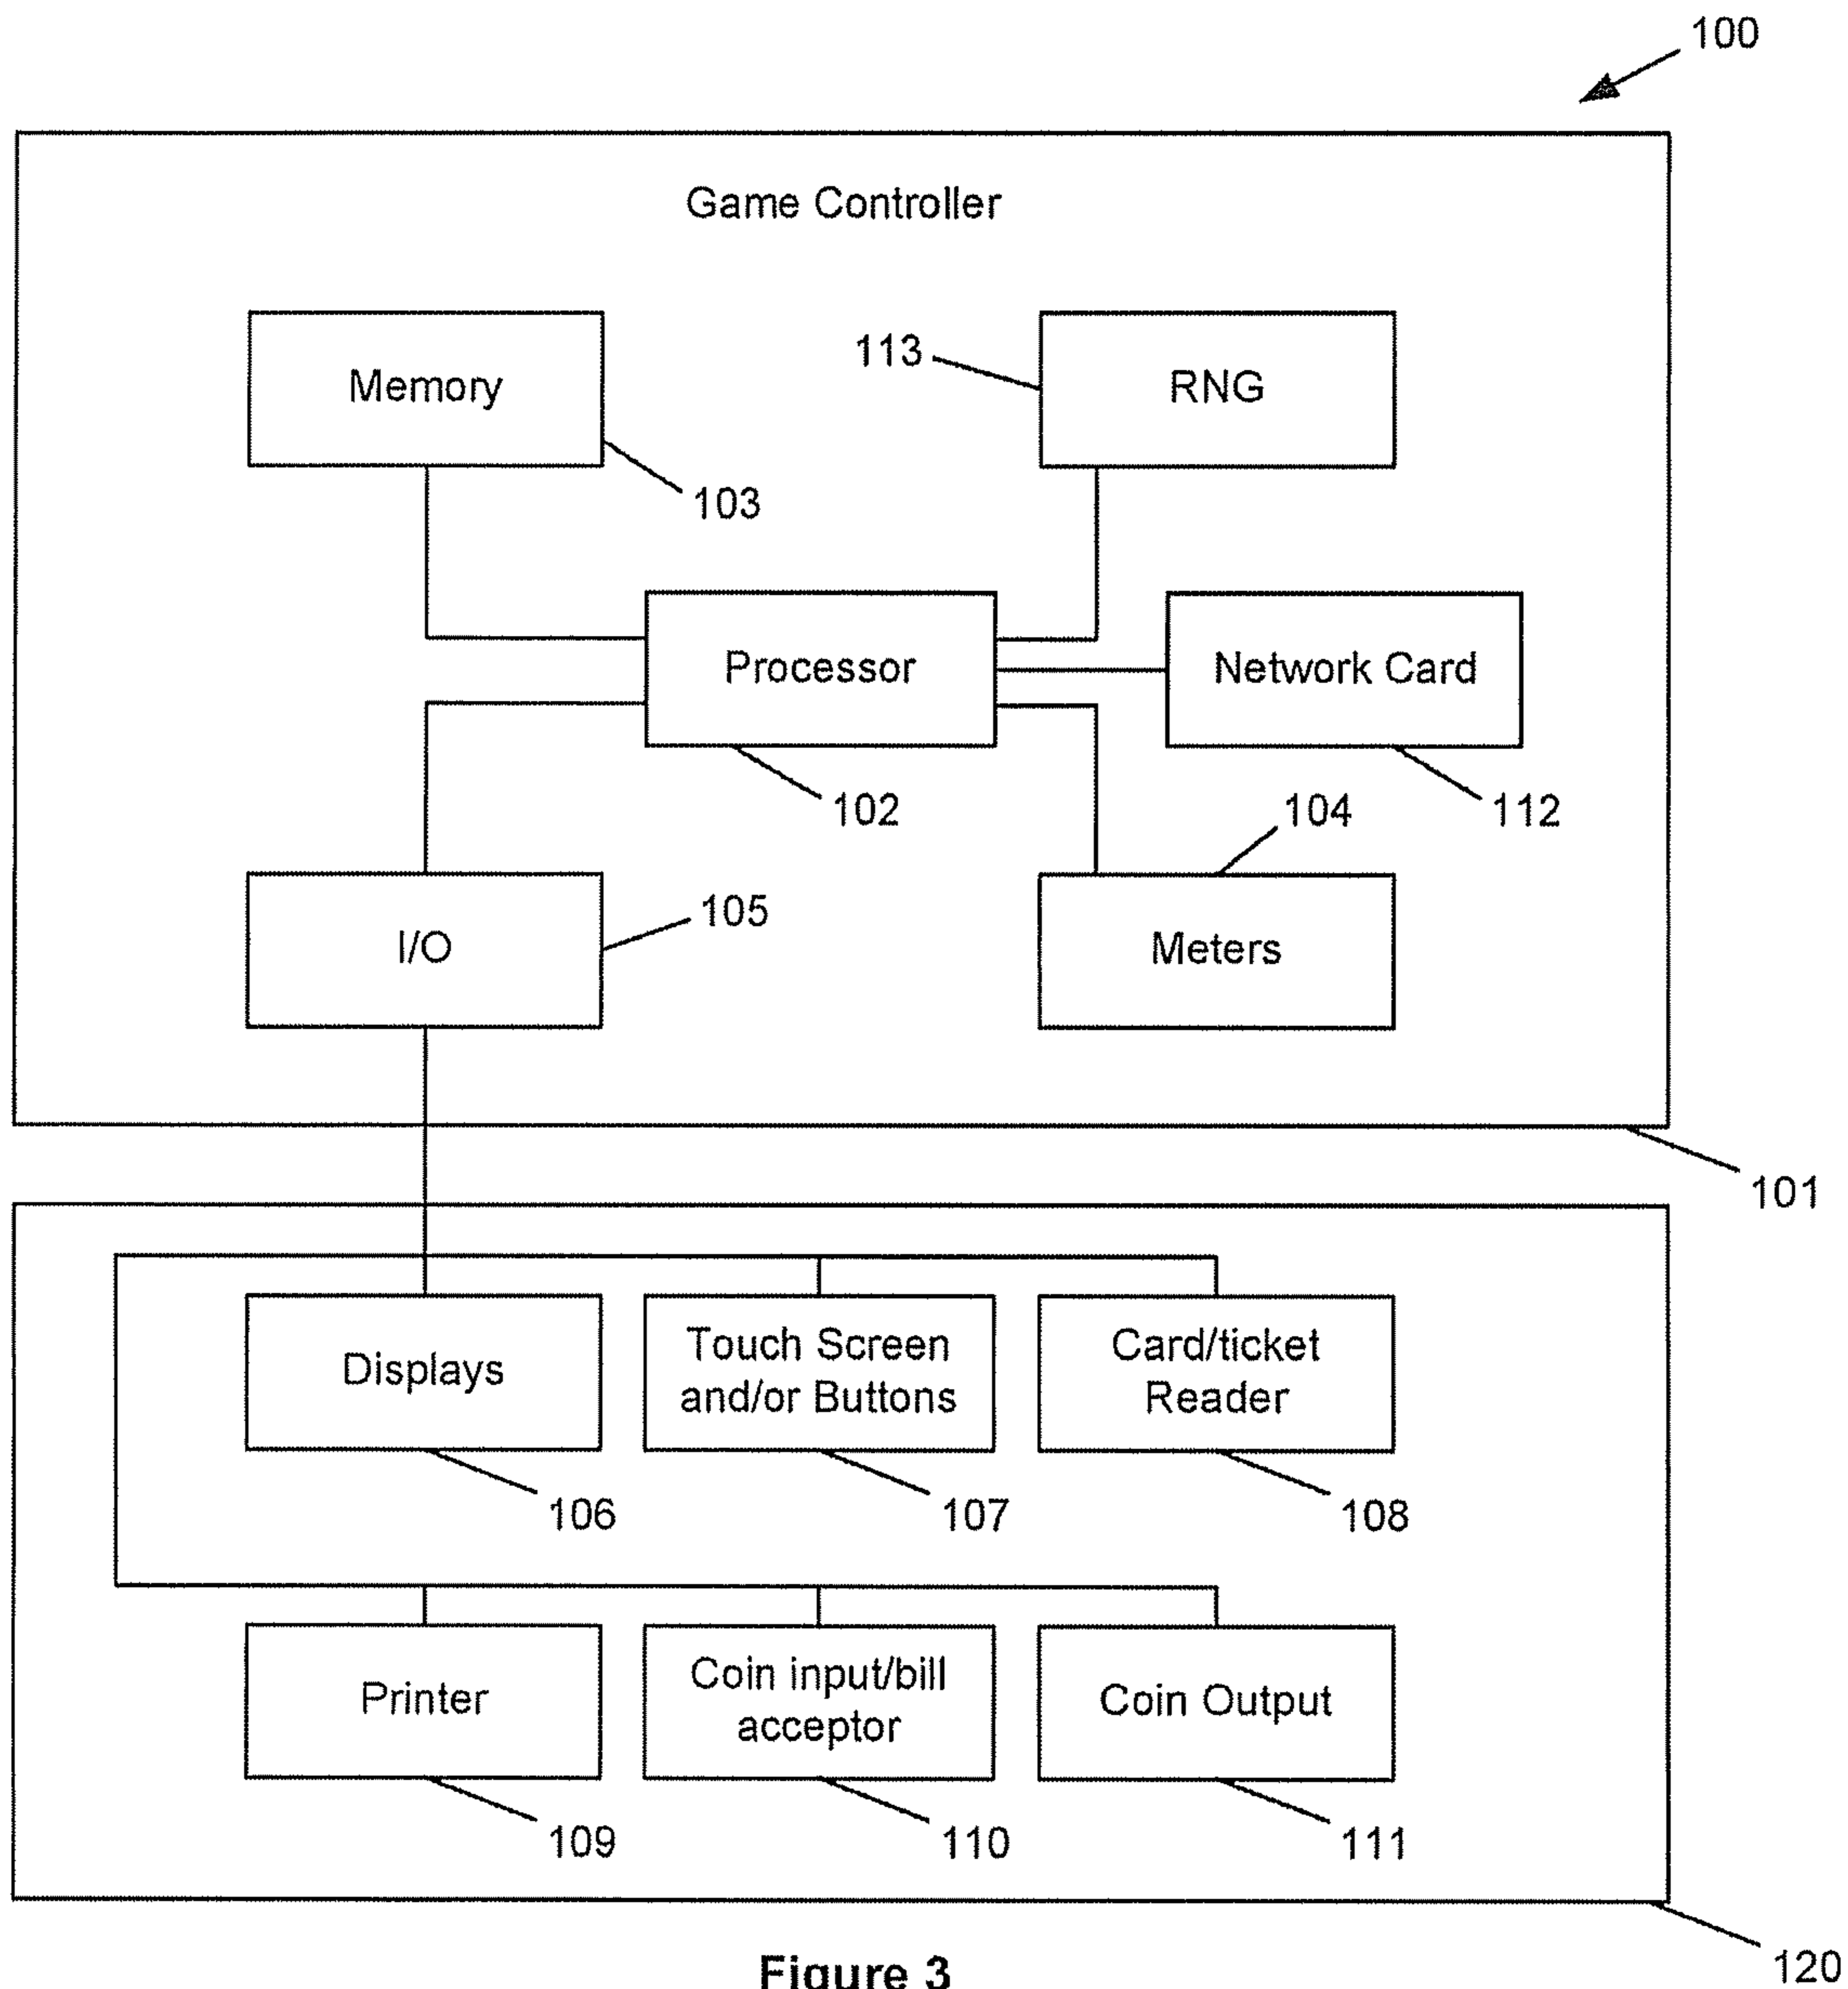 100
Game Controller
Memory
113
RNG
103
Processor
Network Card
102
104
112
I/O
105
Meters
101
Displays
Touch Screen
and/or Buttons
Card/ticket
Reader
106
107
108
Printer
Coin input/bill
acceptor
Coin Output
109
110
111
120
Figure 3